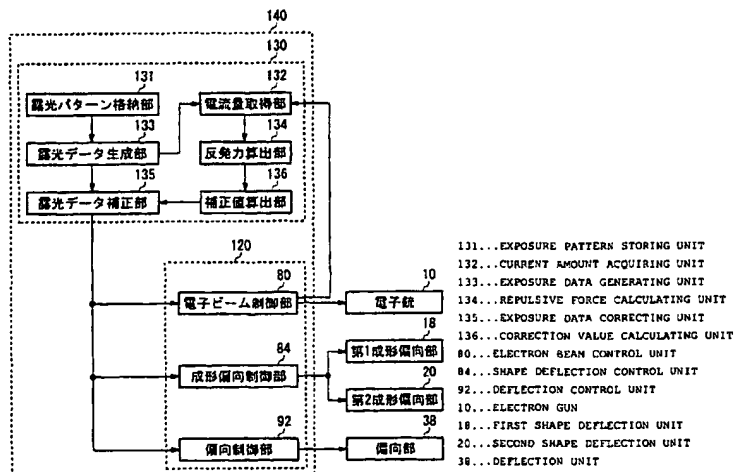 140
130
131
132
露光パターン格納部
電流量取得部
133
134
露光データ生成部
反発力算出部
135
136
露光データ補正部
補正値算出部
120
80
10
電子ビーム制御部
電子銃
18
84
第1成形偏向部
成形偏向制御部
20
第2成形偏向部
92
38
偏向制御部
偏向部
131...EXPOSURE PATTERN STORING UNIT
132...CURRENT AMOUNT ACQUIRING UNIT
133...EXPOSURE DATA GENERATING UNIT
134...REPULSIVE FORCE CALCULATING UNIT
135...EXPOSURE DATA CORRECTING UNIT
136...CORRECTION VALUE CALCULATING UNIT
80...ELECTRON BEAM CONTROL UNIT
84...SHAPE DEFLECTION CONTROL UNIT
92...DEFLECTION CONTROL UNIT
10...ELECTRON GUN
18...FIRST SHAPE DEFLECTION UNIT
20...SECOND SHAPE DEFLECTION UNIT
38...DEFLECTION UNIT